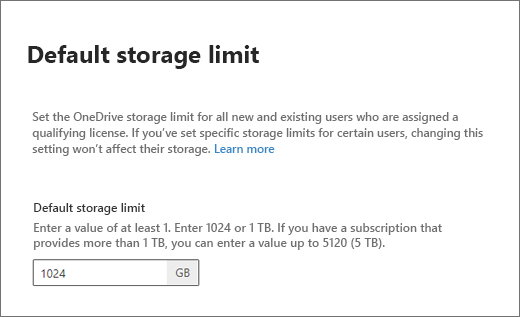 Default storage limit
Set the OneDrive storage limit for all new and existing users who are assigned a
qualifying license. If you've set specific storage limits for certain users, changing this
setting won't affect their storage. Learn more
Default storage limit
Enter a value of at least 1. Enter 1024 or 1 TB. If you have a subscription that
provides more than 1 TB, you can enter a value up to 5120 (5 TB).
1024 GB